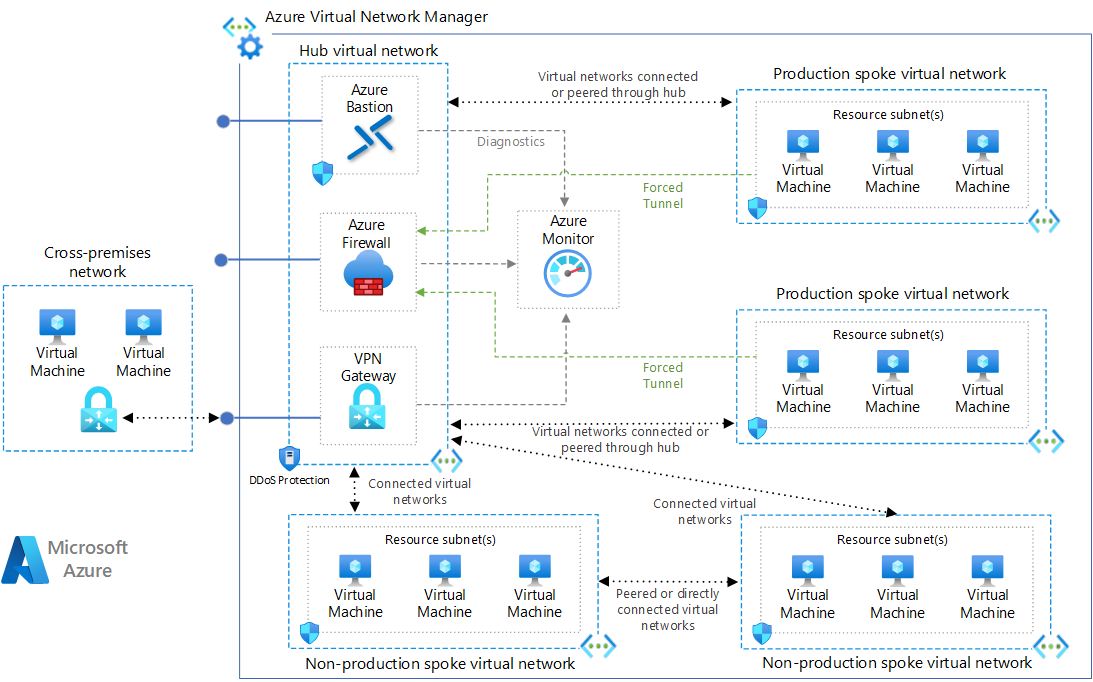 Azure Virtual Network Manager
Hub virtual network
Azure
Bastion
Virtual networks connected
or peered through hub
Production spoke virtual network
Resource subnet(s)
Virtual
Machine
Virtual
Machine
Virtual
Machine
Diagnostics
Forced
Tunnel
Azure
Firewall
Azure
Monitor
Cross-premises
network
Virtual
Machine
Virtual
Machine
Production spoke virtual network
Resource subnet(s)
Virtual
Machine
Virtual
Machine
Virtual
Machine
VPN
Gateway
Forced
Tunnel
Virtual networks connected or
peered through hub
DDoS Protection
Connected virtual
networks
Connected virtual
networks
Microsoft
Azure
Resource subnet(s)
Virtual
Machine
Virtual
Machine
Virtual
Machine
Non-production spoke virtual network
Peered or directly
connected virtual
networks
Resource subnet(s)
Virtual
Machine
Virtual
Machine
Virtual
Machine
Non-production spoke virtual network